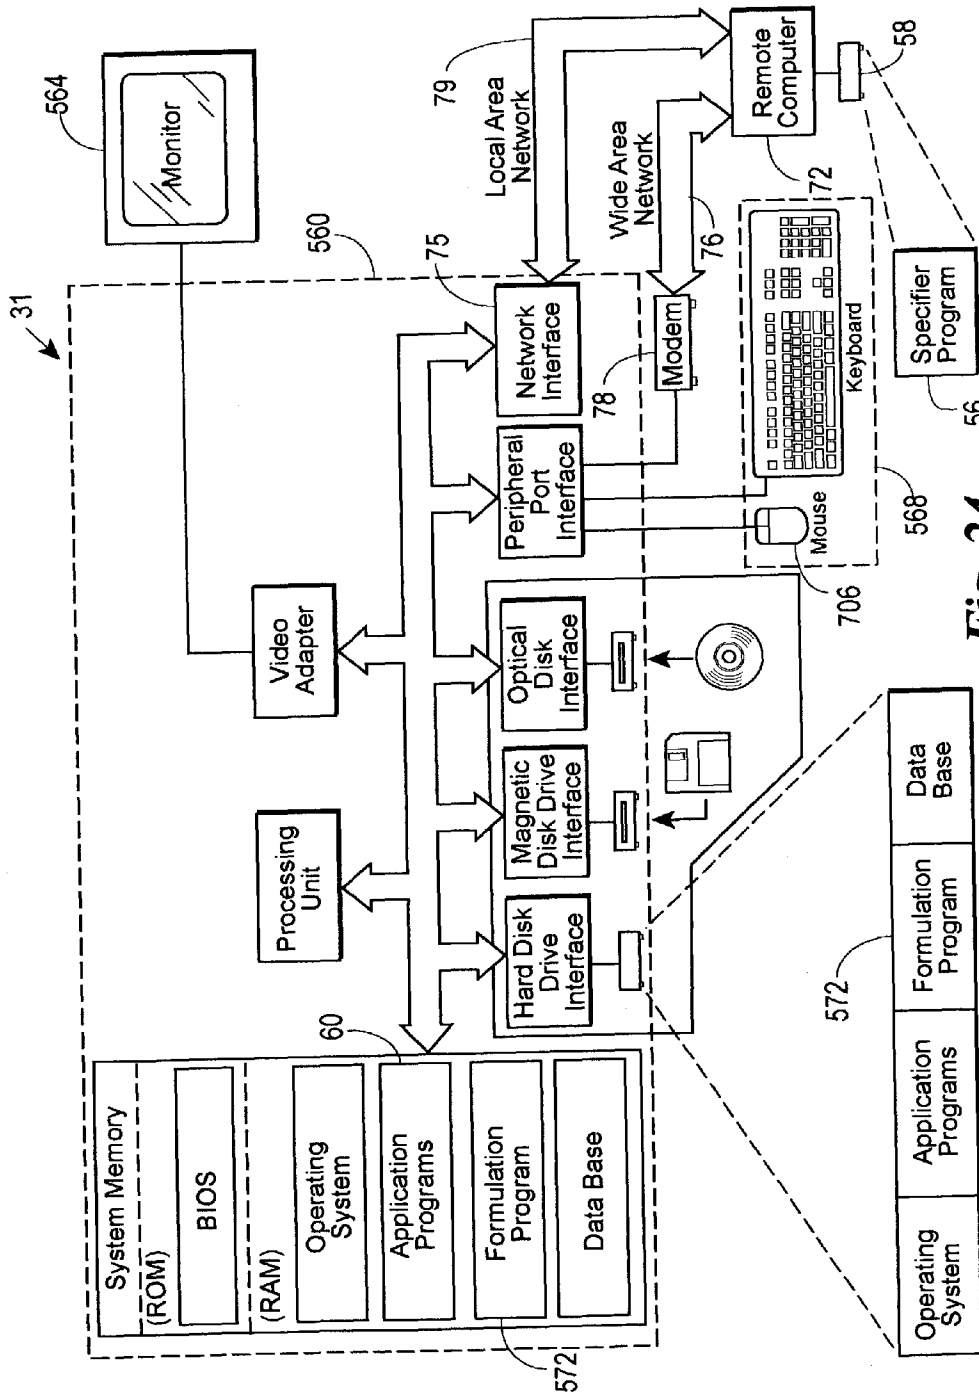 31
System Memory
(ROM)
BIOS
(RAM)
Operating
System
Application
Programs
60
Formulation
Program
Data Base
572
Processing
Unit
Video
Adapter
Monitor
564
560
Hard Disk
Drive
Interface
Magnetic
Disk Drive
Interface
Optical
Disk
Interface
Peripheral
Port
Interface
Network
Interface
75
Local Area
Network
79
Wide Area
Network
76
Modem
78
Remote
Computer
72
58
Mouse
706
Keyboard
568
Specifier
Program
56
572
Operating
System
Application
Programs
Formulation
Program
Data
Base